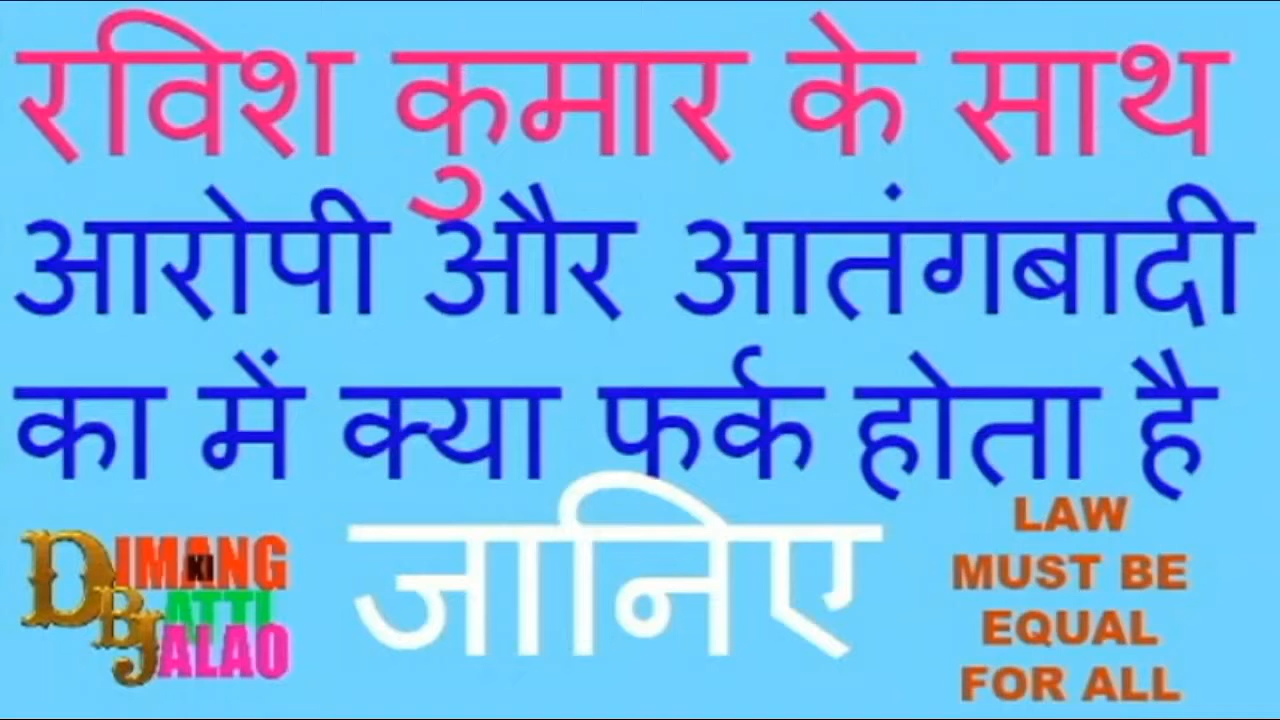 रविश कुमार के साथ
आरोपी और आतंगबादी
का में क्या फर्क होता है
जानिए
DIMANG
KI
BATTI
JALAO
LAW
MUST BE
EQUAL
FOR ALL